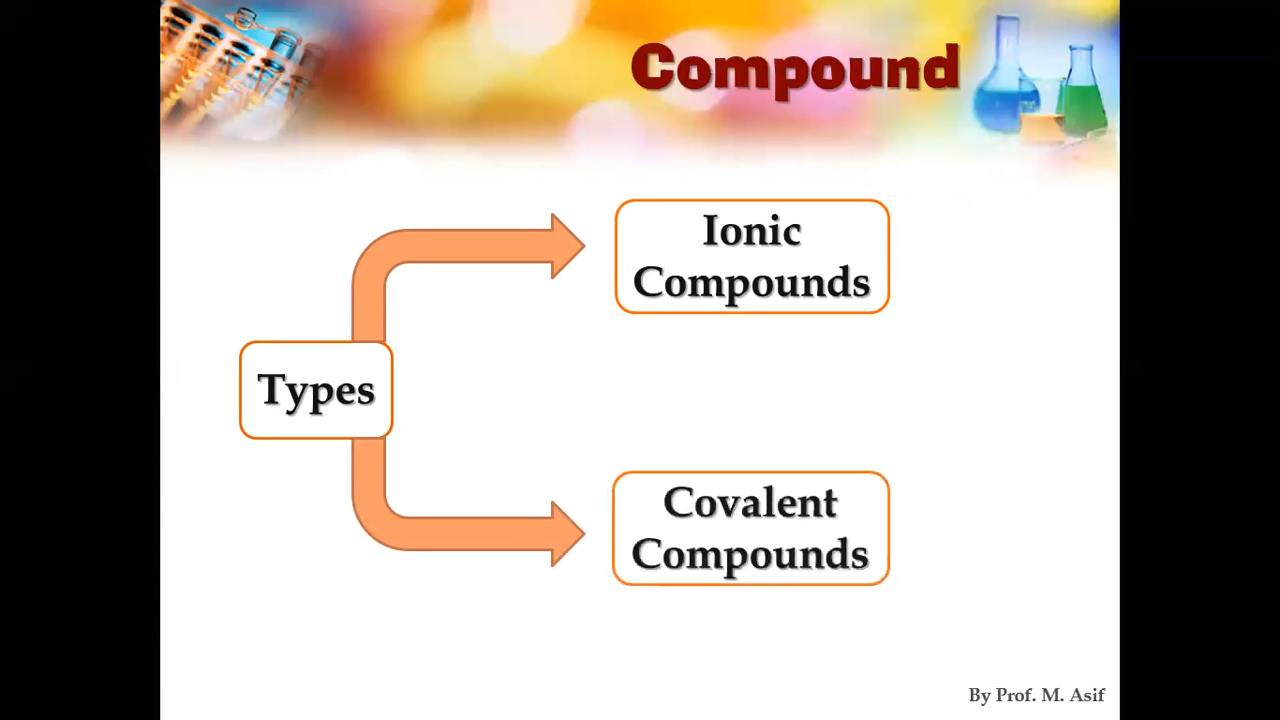 Compound
Ionic
Compounds
Types
Covalent
Compounds
By Prof. M. Asif